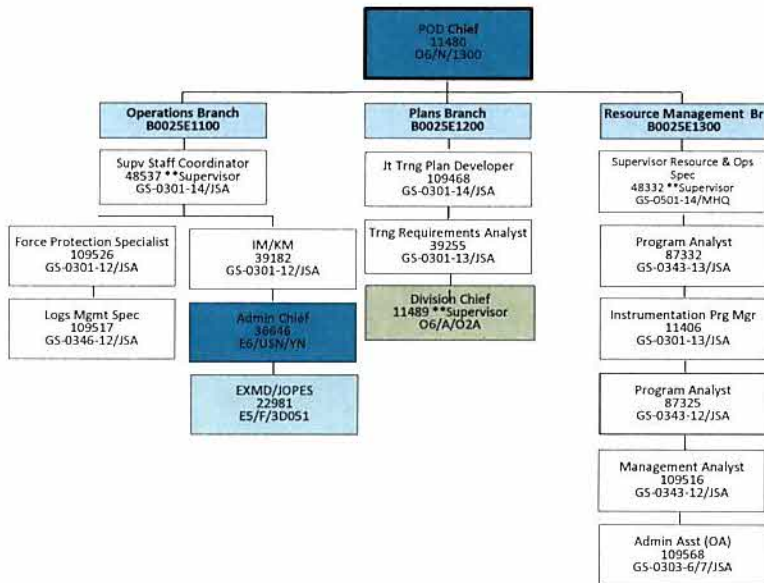 POD Chief
11480
O6/N/1300
Operations Branch
B0025E1100
Supv Staff Coordinator
48537 **Supervisor
GS-0301-14/JSA
Force Protection Specialist
109526
GS-0301-12/JSA
Logs Mgmt Spec
109517
GS-0346-12/JSA
IM/KM
39182
GS-0301-12/JSA
Admin Chief
36646
E6/USN/YN
EXMD/JOPES
22981
E5/F/3D051
Plans Branch
B0025E1200
Jt Trng Plan Developer
109468
GS-0301-14/JSA
Trng Requirements Analyst
39255
GS-0301-13/JSA
Division Chief
11489 **Supervisor
O6/A/O2A
Resource Management Br
B0025E1300
Supervisor Resource & Ops
Spec
48332 **Supervisor
GS-0501-14/MHQ
Program Analyst
87332
GS-0343-13/JSA
Instrumentation Prg Mgr
11406
GS-0301-13/JSA
Program Analyst
87325
GS-0343-12/JSA
Management Analyst
109516
GS-0343-12/JSA
Admin Asst (OA)
109568
GS-0303-6/7/JSA